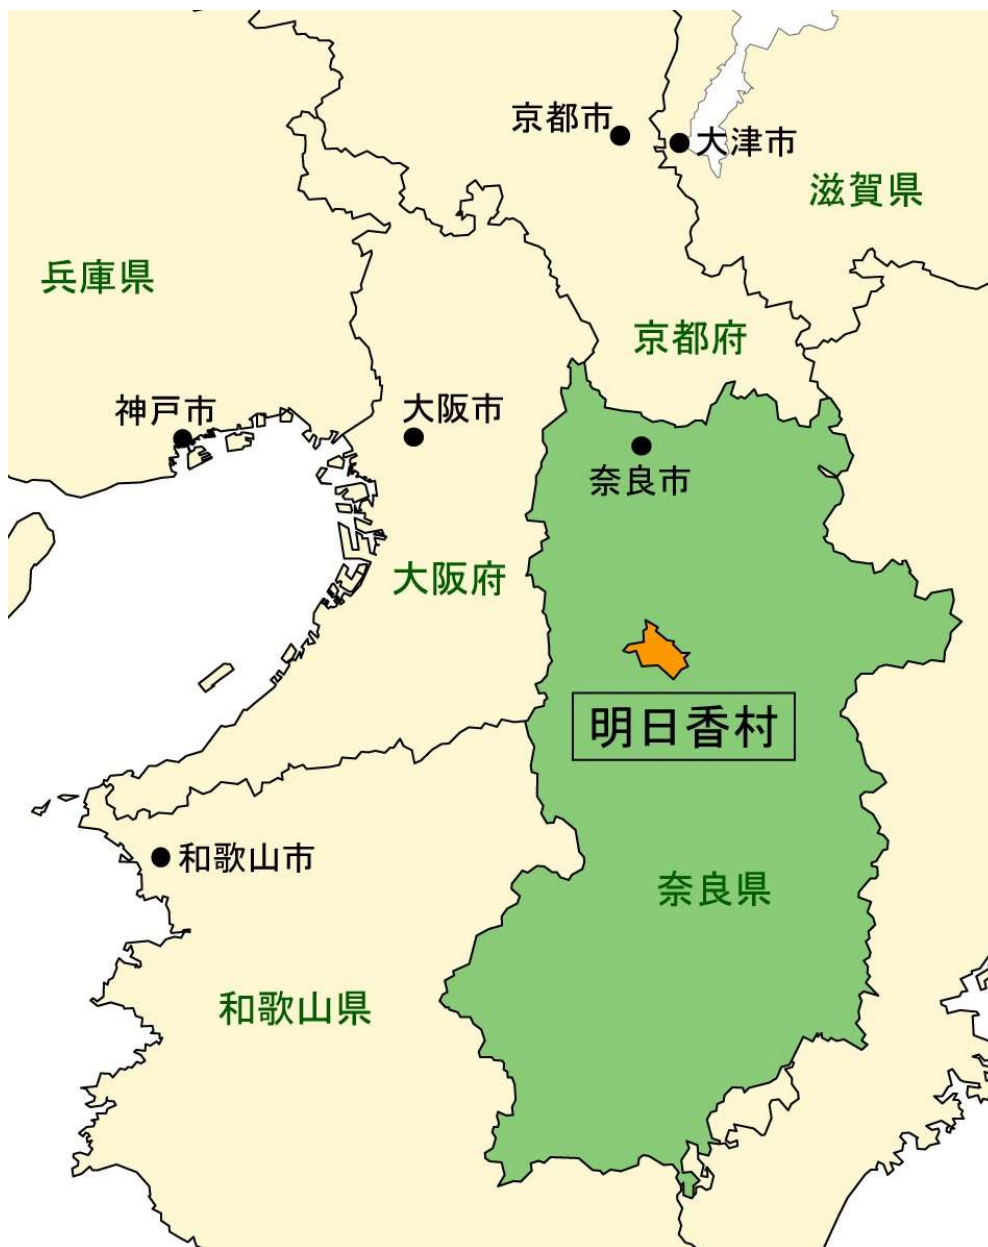 京都市
大津市
滋賀県
兵庫県
京都府
神戸市
大阪市
奈良市
大阪府
明日香村
和歌山市
奈良県
和歌山県